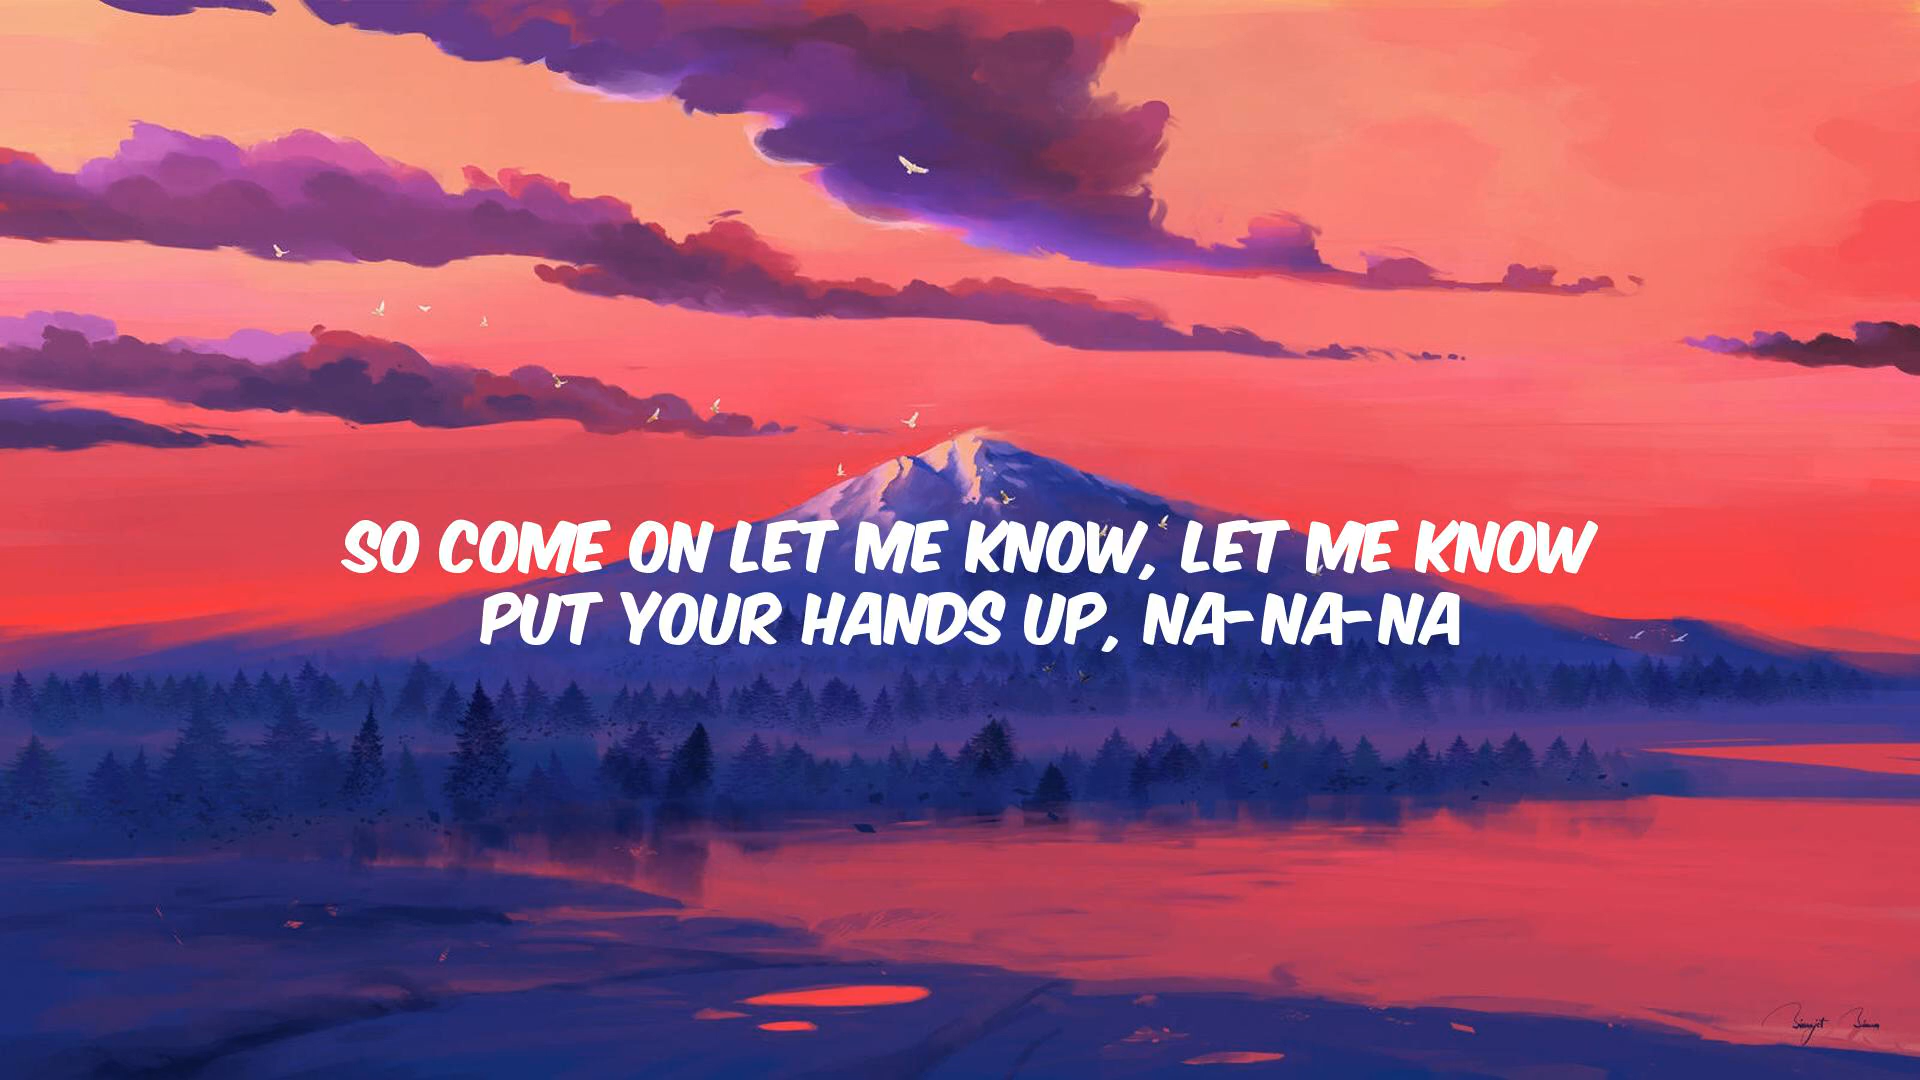 SO COME ON LET ME KNOW, LET ME KNOW
PUT YOUR HANDS UP, NA-NA-NA